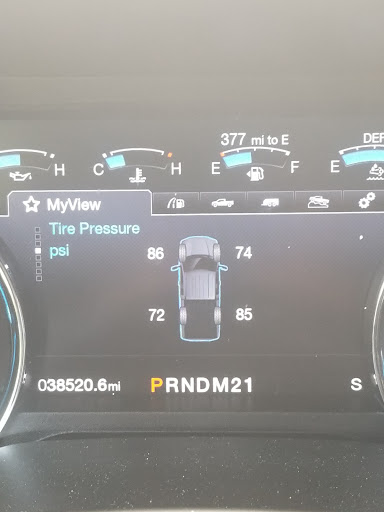 377 mi to E
DEF
H
C H
E F
E
MyView
Tire Pressure
psi
86 74
72 85
038520.6mi PRNDM21 S